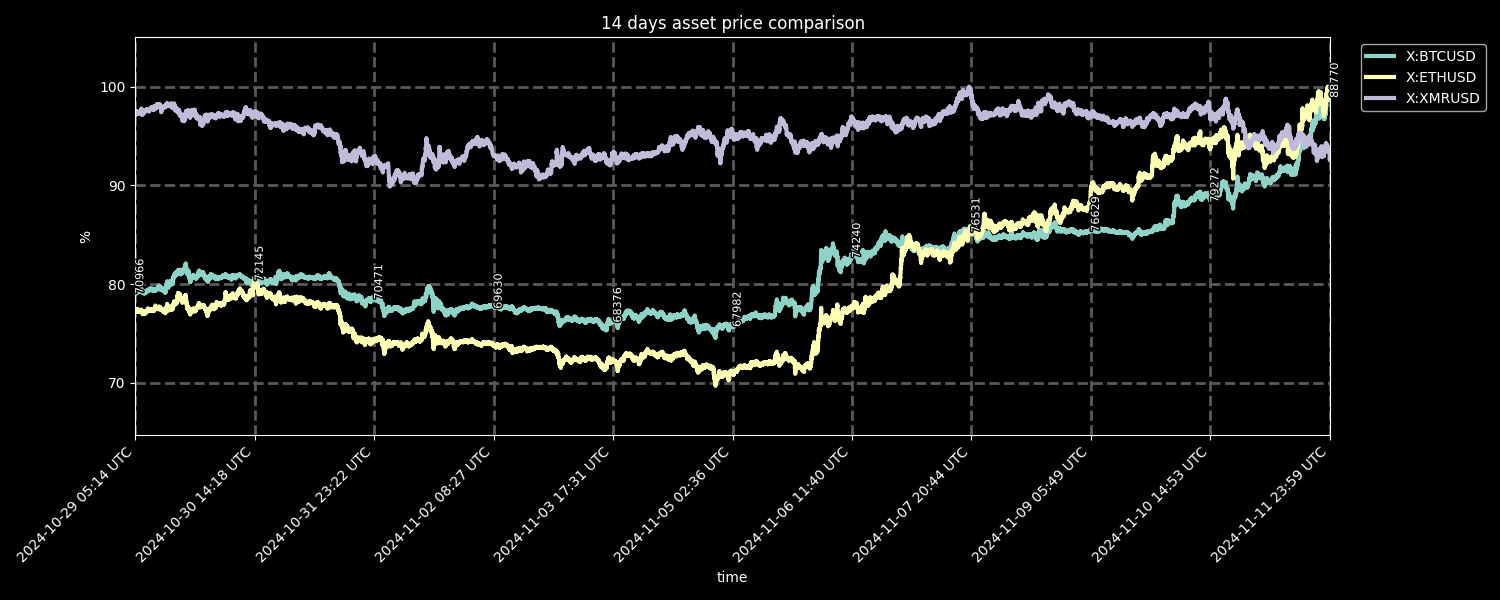 14 days asset price comparison
X:BTCUSD
X:ETHUSD
X:XMRUSD
%
100
90
80
70
70966
72145
70471
69630
68376
67982
74240
76531
76629
79272
88770
2024-10-29 05:14 UTC
2024-10-30 14:18 UTC
2024-10-31 23:22 UTC
2024-11-02 08:27 UTC
2024-11-03 17:31 UTC
2024-11-05 02:36 UTC
2024-11-06 11:40 UTC
2024-11-07 20:44 UTC
2024-11-09 05:49 UTC
2024-11-10 14:53 UTC
2024-11-11 23:59 UTC
time